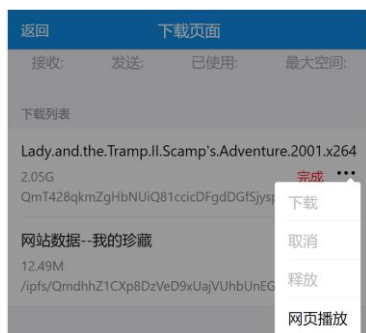 返回 下载页面
接收: 发送: 已使用: 最大空间:
下载列表
Lady.and.the.Tramp.II.Scamp's.Adventure.2001.x264
2.05G 完成 •••
QmT428qkmZgHbNUiQ81ccicDFgdDGfSjysp
下载
网站数据--我的珍藏
取消
12.49M
释放
/ipfs/QmdhhZ1CXp8DzVeD9xUajVUhbUnEG
网页播放